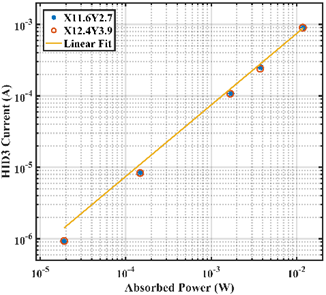 X11.6Y2.7
X12.4Y3.9
Linear Fit
HID3 Current (A)
10⁻³
10⁻⁴
10⁻⁵
10⁻⁶
10⁻⁵ 10⁻⁴ 10⁻³ 10⁻²
Absorbed Power (W)